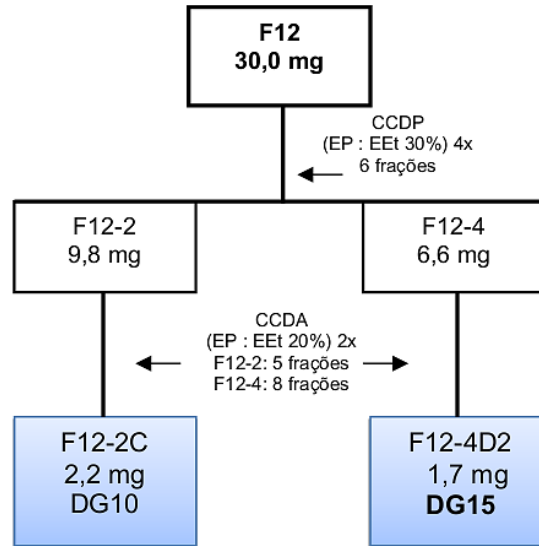 F12
30,0 mg
CCDP
(EP : EEt 30%) 4x
6 frações
F12-2
9,8 mg
F12-4
6,6 mg
CCDA
(EP : EEt 20%) 2x
F12-2: 5 frações
F12-4: 8 frações
F12-2C
2,2 mg
DG10
F12-4D2
1,7 mg
DG15